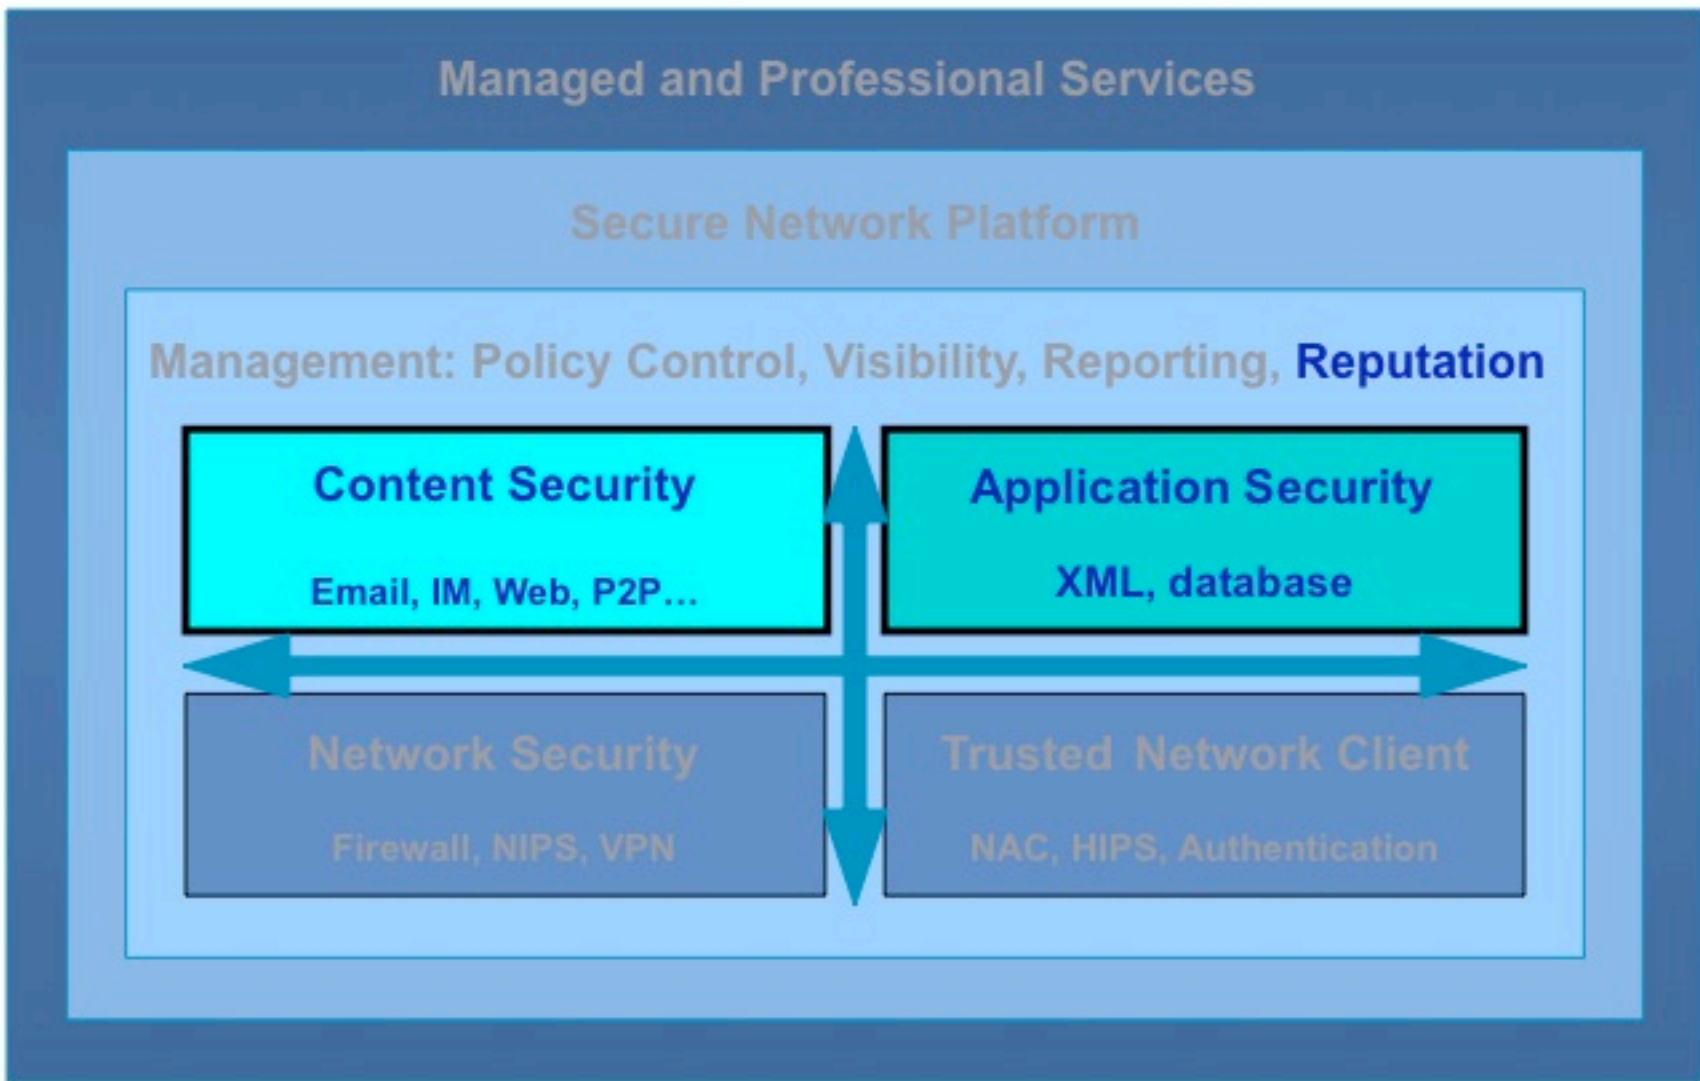 Managed and Professional Services
Secure Network Platform
Management: Policy Control, Visibility, Reporting, Reputation
Content Security
Email, IM, Web, P2P...
Application Security
XML, database
Network Security
Firewall, NIPS, VPN
Trusted Network Client
NAC, HIPS, Authentication